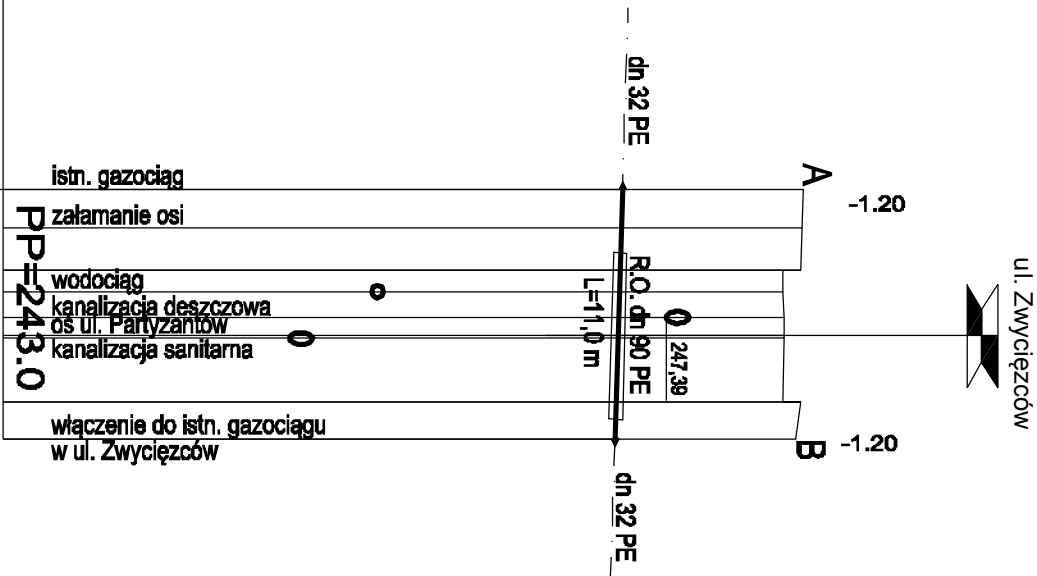 dn 32 PE
istn. gazociąg
A
-1.20
załamanie osi
PP=243.0
wodociąg
kanalizacja deszczowa
oś ul. Partyzantów
kanalizacja sanitarna
R.O. dn 90 PE
L=11,0 m
247,39
ul. Zwycięzców
włączenie do istn. gazociągu
w ul. Zwycięzców
B
-1.20
dn 32 PE